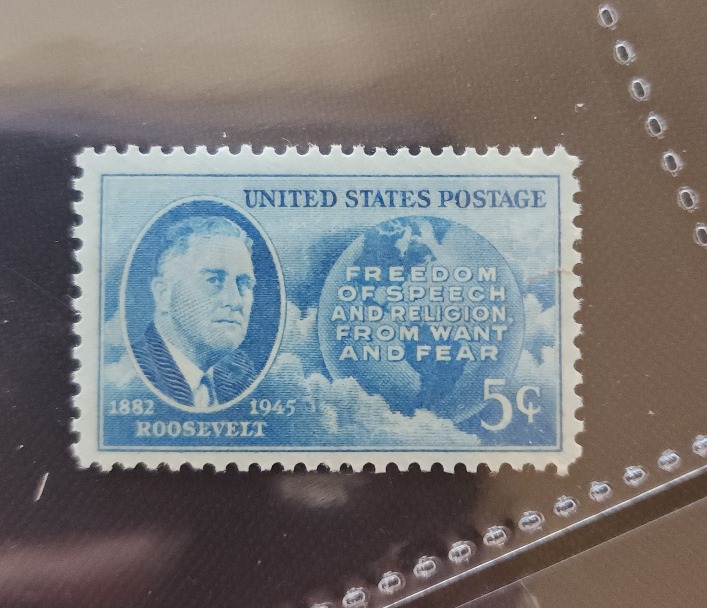 UNITED STATES POSTAGE
FREEDOM
OF SPEECH
AND RELIGION,
FROM WANT
AND FEAR
1882 1945
ROOSEVELT
5¢